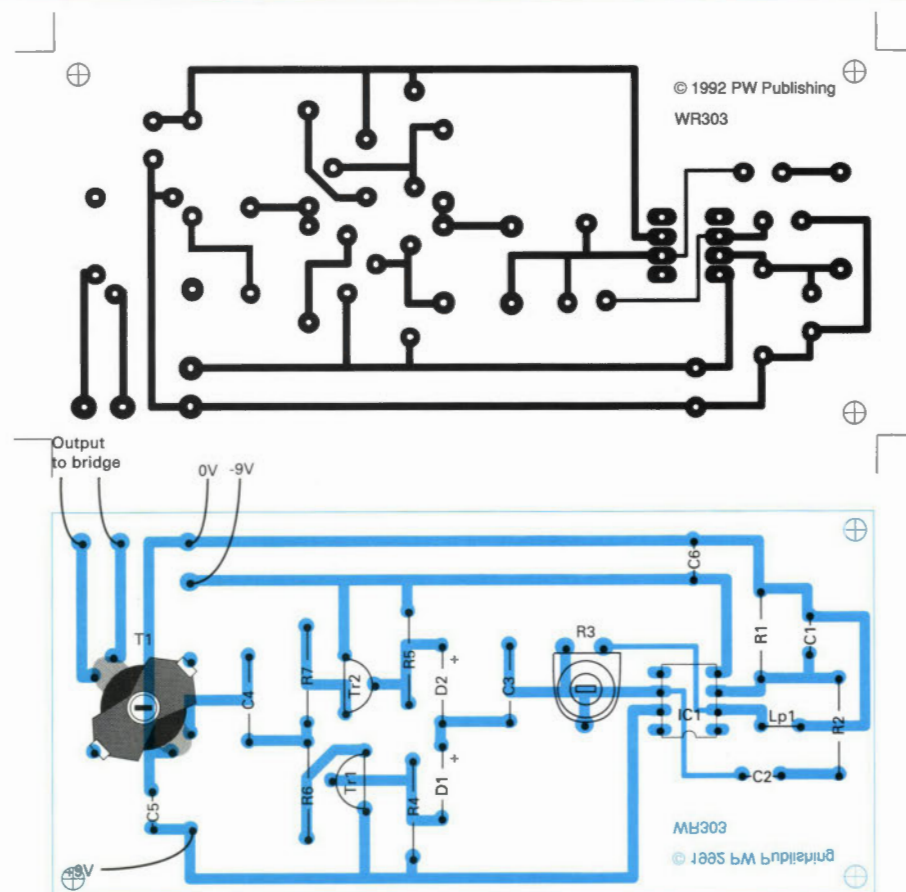 © 1992 PW Publishing
WR303
Output
to bridge
0V -9V
C6
T1
R3
R1
C1
R7
R5
+
C4
Tr2
D2
C3
IC1
Lp1
R2
+
R6
Tr1
R4
D1
C2
C5
+9V
WR303
© 1992 PW Publishing